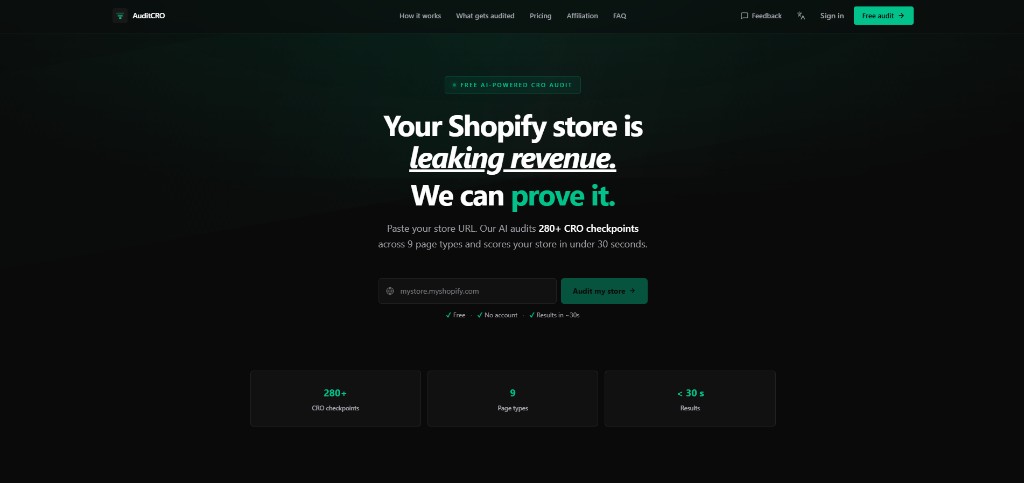 AuditCRO
How it works
What gets audited
Pricing
Affiliation
FAQ
Feedback
Sign in
Free audit →
FREE AI-POWERED CRO AUDIT
Your Shopify store is
leaking revenue.
We can prove it.
Paste your store URL. Our AI audits 280+ CRO checkpoints
across 9 page types and scores your store in under 30 seconds.
mystore.myshopify.com
Audit my store →
✓ Free · ✓ No account · ✓ Results in ~30s
280+
CRO checkpoints
9
Page types
< 30 s
Results